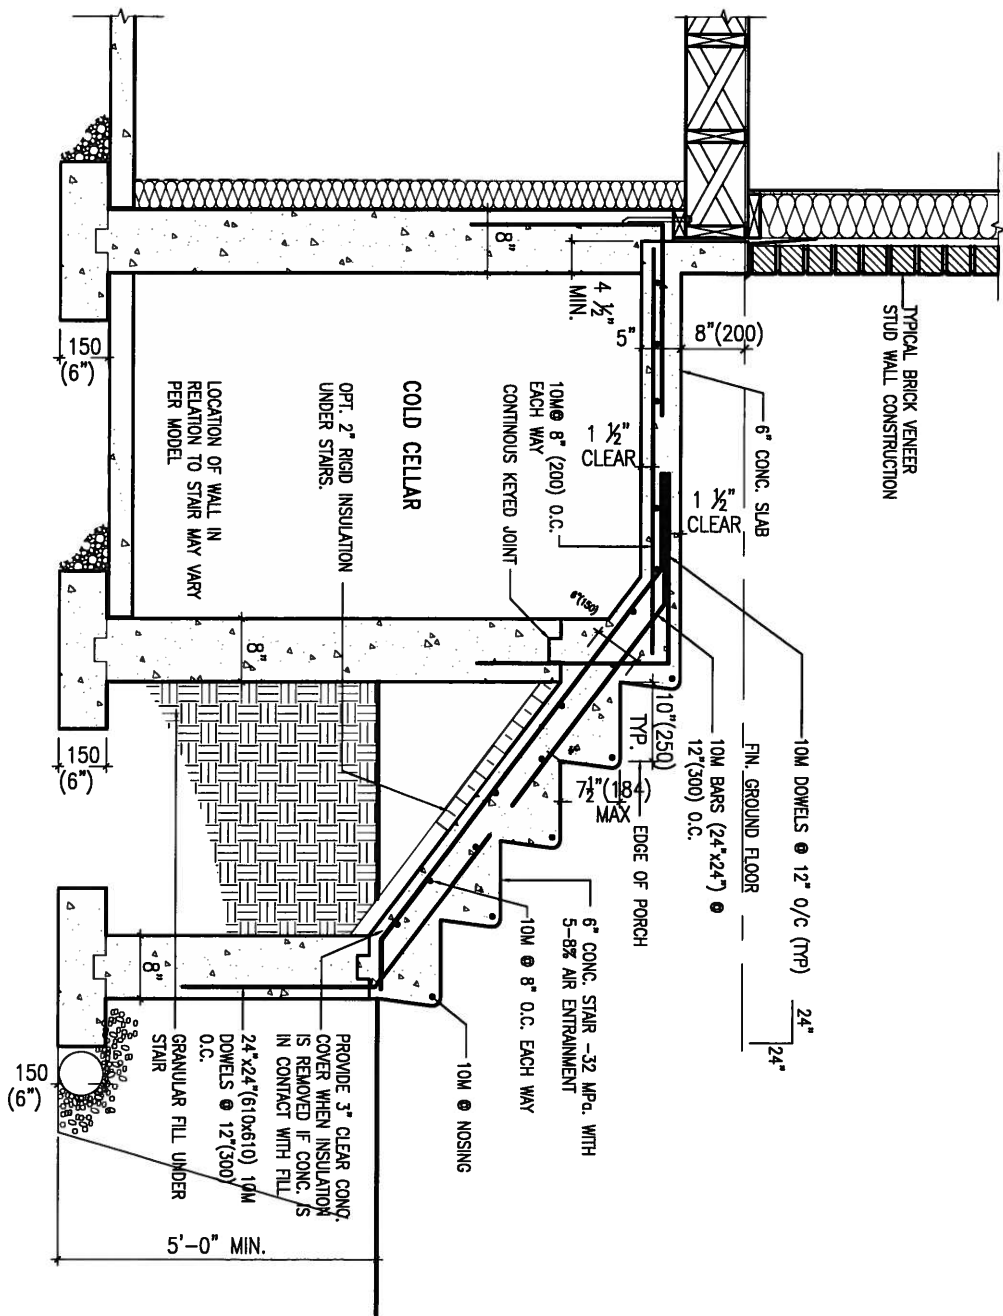 TYPICAL BRICK VENEER
STUD WALL CONSTRUCTION
6" CONC. SLAB
8"(200)
5"
4 ½"
MIN.
8"
150
(6")
LOCATION OF WALL IN
RELATION TO STAIR MAY VARY
PER MODEL
OPT. 2" RIGID INSULATION
UNDER STAIRS.
COLD CELLAR
CONTINOUS KEYED JOINT
10M@ 8" (200) O.C.
EACH WAY
1 ½"
CLEAR
1 ½"
CLEAR
6"(150)
8"
150
(6")
10"(250)
TYP.
7½"(184)
MAX
10M DOWELS @ 12" O/C (TYP)
FIN. GROUND FLOOR
10M BARS (24"x24") @
12"(300) O.C.
EDGE OF PORCH
24"
24"
6" CONC. STAIR -32 MPa. WITH
5-8% AIR ENTRAINMENT
10M @ 8" O.C. EACH WAY
10M @ NOSING
PROVIDE 3" CLEAR CONC.
COVER WHEN INSULATION
IS REMOVED IF CONC. IS
IN CONTACT WITH FILL
24"x24"(610x610) 10M
DOWELS @ 12"(300)
O.C.
GRANULAR FILL UNDER
STAIR
8"
150
(6")
5'-0" MIN.